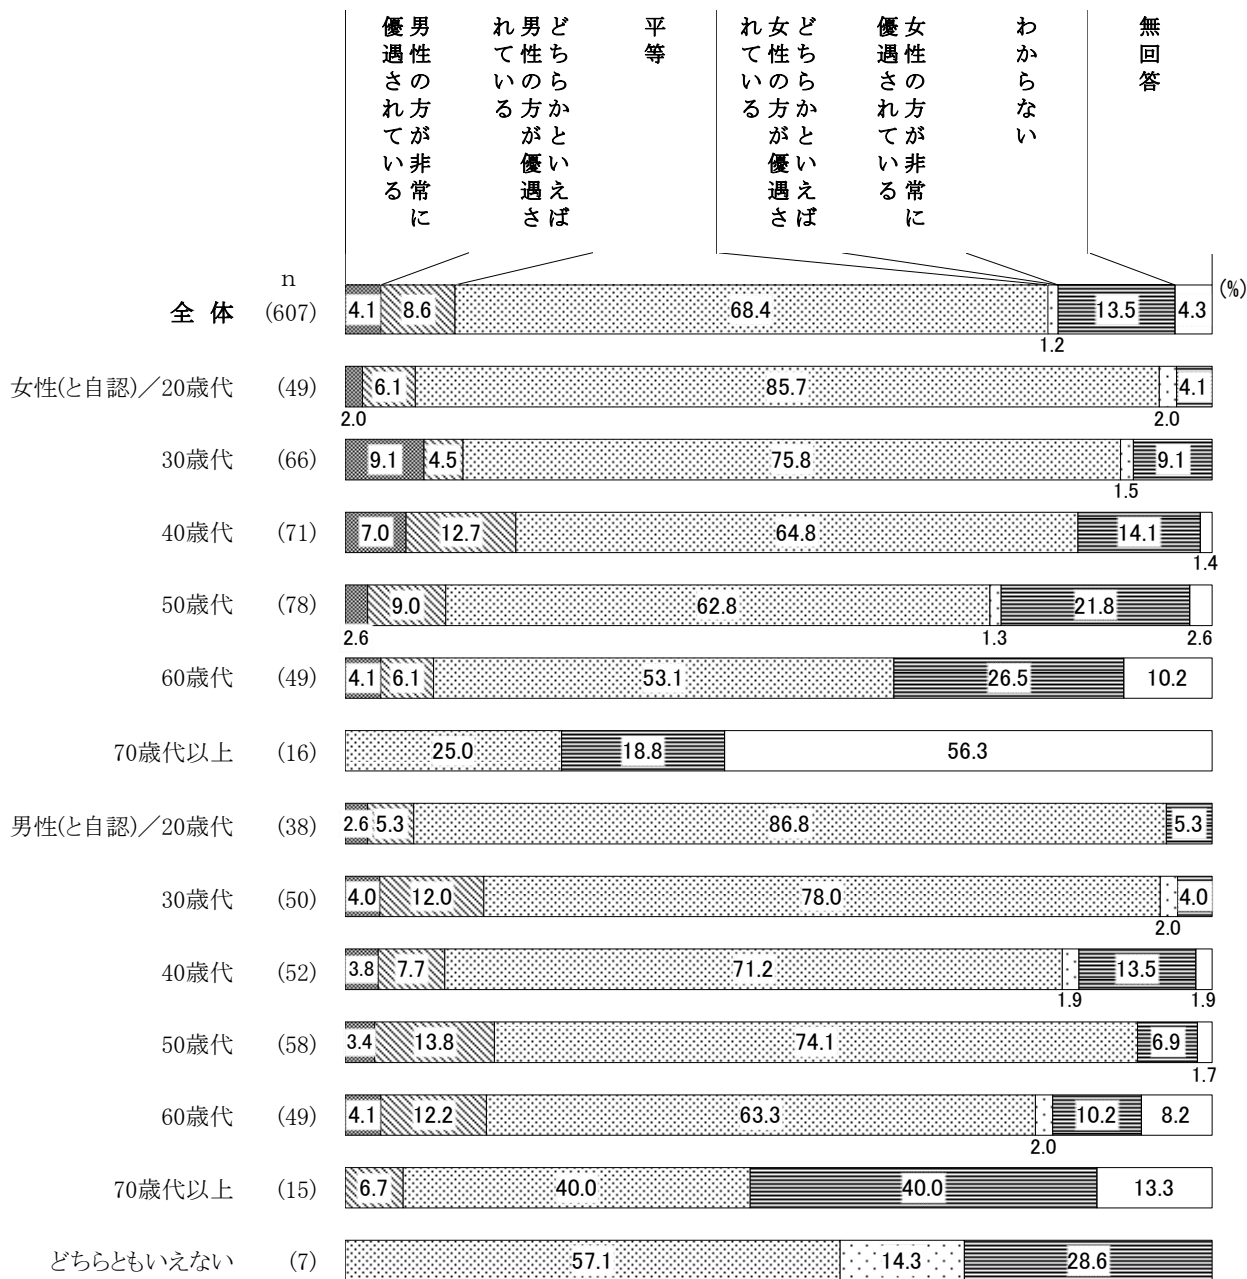 男性の方が非常に
優遇されている
どちらかといえば
男性の方が優遇さ
れている
平等
どちらかといえば
女性の方が優遇さ
れている
女性の方が非常に
優遇されている
わからない
無回答
n
(%)
全 体 (607) 4.1 8.6 68.4 1.2 13.5 4.3
女性(と自認)／20歳代 (49) 2.0 6.1 85.7 2.0 4.1
30歳代 (66) 9.1 4.5 75.8 1.5 9.1
40歳代 (71) 7.0 12.7 64.8 14.1 1.4
50歳代 (78) 2.6 9.0 62.8 1.3 21.8 2.6
60歳代 (49) 4.1 6.1 53.1 26.5 10.2
70歳代以上 (16) 25.0 18.8 56.3
男性(と自認)／20歳代 (38) 2.6 5.3 86.8 5.3
30歳代 (50) 4.0 12.0 78.0 2.0 4.0
40歳代 (52) 3.8 7.7 71.2 1.9 13.5 1.9
50歳代 (58) 3.4 13.8 74.1 6.9 1.7
60歳代 (49) 4.1 12.2 63.3 2.0 10.2 8.2
70歳代以上 (15) 6.7 40.0 40.0 13.3
どちらともいえない (7) 57.1 14.3 28.6